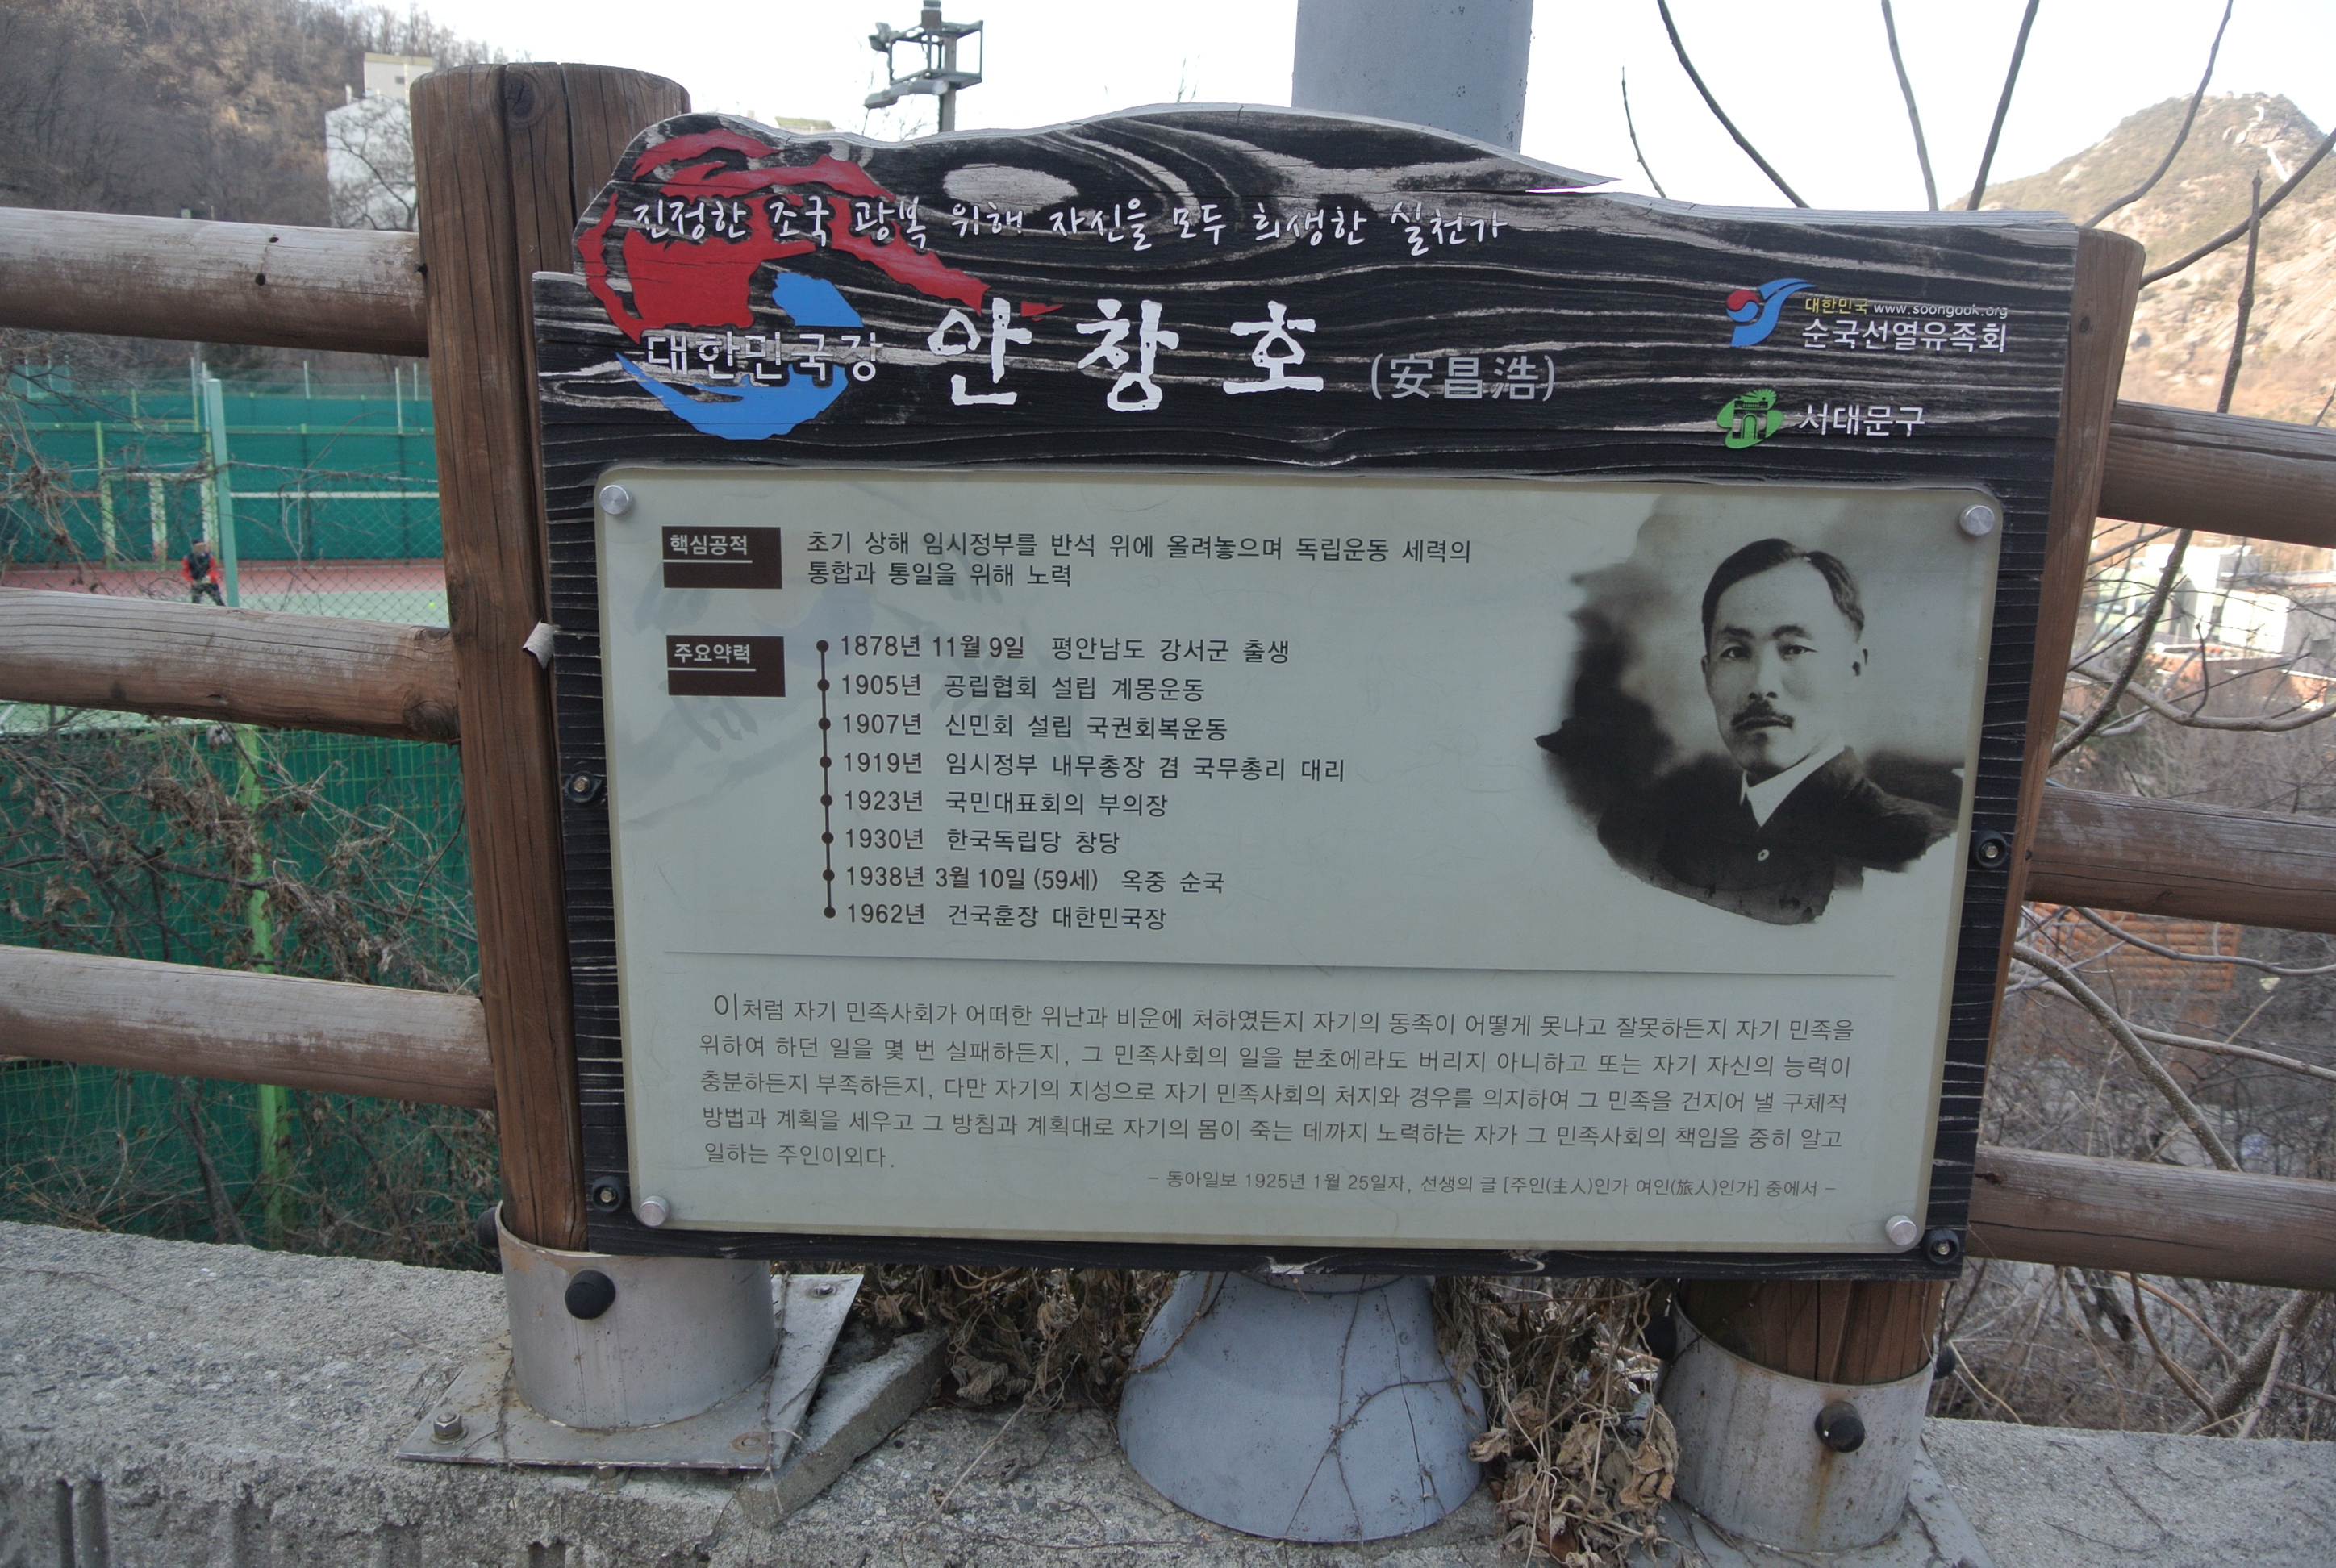 진정한 조국 광복 위해 자신을 모두 희생한 실천가
대한민국장 안창호 (安昌浩)
대한민국 www.soongook.org
순국선열유족회
서대문구
핵심공적
초기 상해 임시정부를 반석 위에 올려놓으며 독립운동 세력의
통합과 통일을 위해 노력
주요약력
1878년 11월 9일 평안남도 강서군 출생
1905년 공립협회 설립 계몽운동
1907년 신민회 설립 국권회복운동
1919년 임시정부 내무총장 겸 국무총리 대리
1923년 국민대표회의 부의장
1930년 한국독립당 창당
1938년 3월 10일 (59세) 옥중 순국
1962년 건국훈장 대한민국장
이처럼 자기 민족사회가 어떠한 위난과 비운에 처하였든지 자기의 동족이 어떻게 못나고 잘못하든지 자기 민족을
위하여 하던 일을 몇 번 실패하든지, 그 민족사회의 일을 분초에라도 버리지 아니하고 또는 자기 자신의 능력이
충분하든지 부족하든지, 다만 자기의 지성으로 자기 민족사회의 처지와 경우를 의지하여 그 민족을 건지어 낼 구체적
방법과 계획을 세우고 그 방침과 계획대로 자기의 몸이 죽는 데까지 노력하는 자가 그 민족사회의 책임을 중히 알고
일하는 주인이외다.
- 동아일보 1925년 1월 25일자, 선생의 글 [주인(主人)인가 여인(旅人)인가] 중에서 -